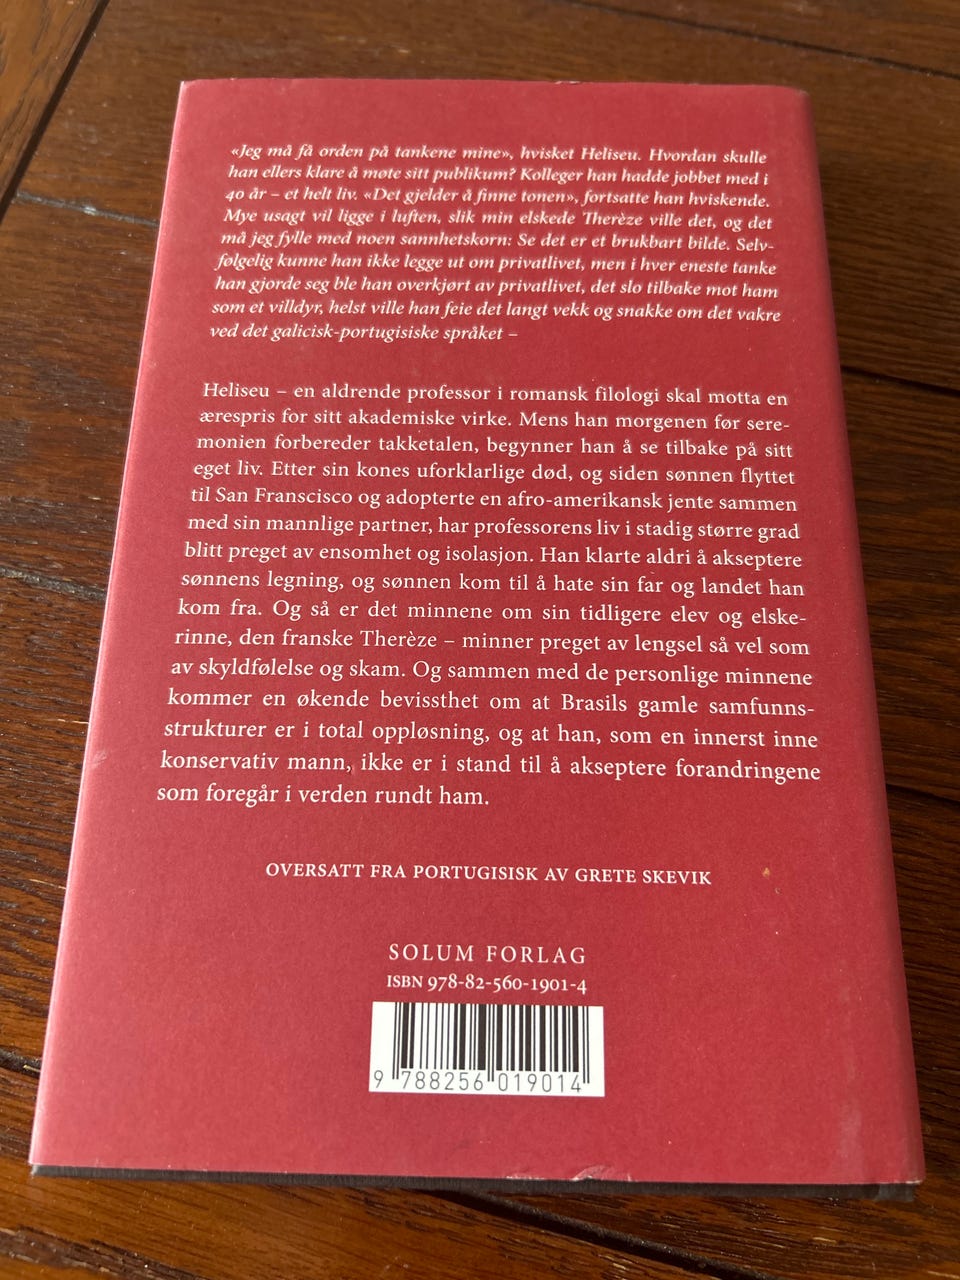 «Jeg må få orden på tankene mine», hvisket Heliseu. Hvordan skulle
han ellers klare å møte sitt publikum? Kolleger han hadde jobbet med i
40 år – et helt liv. «Det gjelder å finne tonen», fortsatte han hviskende.
Mye usagt vil ligge i luften, slik min elskede Therèze ville det, og det
må jeg fylle med noen sannhetskorn: Se det er et brukbart bilde. Selv-
følgelig kunne han ikke legge ut om privatlivet, men i hver eneste tanke
han gjorde seg ble han overkjørt av privatlivet, det slo tilbake mot ham
som et villdyr, helst ville han feie det langt vekk og snakke om det vakre
ved det galicisk-portugisiske språket –
Heliseu – en aldrende professor i romansk filologi skal motta en
ærespris for sitt akademiske virke. Mens han morgenen før sere-
monien forbereder takketalen, begynner han å se tilbake på sitt
eget liv. Etter sin kones uforklarlige død, og siden sønnen flyttet
til San Franscisco og adopterte en afro-amerikansk jente sammen
med sin mannlige partner, har professorens liv i stadig større grad
blitt preget av ensomhet og isolasjon. Han klarte aldri å akseptere
sønnens legning, og sønnen kom til å hate sin far og landet han
kom fra. Og så er det minnene om sin tidligere elev og elske-
rinne, den franske Therèze – minner preget av lengsel så vel som
av skyldfølelse og skam. Og sammen med de personlige minnene
kommer en økende bevissthet om at Brasils gamle samfunns-
strukturer er i total oppløsning, og at han, som en innerst inne
konservativ mann, ikke er i stand til å akseptere forandringene
som foregår i verden rundt ham.
OVERSATT FRA PORTUGISISK AV GRETE SKEVIK
SOLUM FORLAG
ISBN 978-82-560-1901-4
9 788256 019014